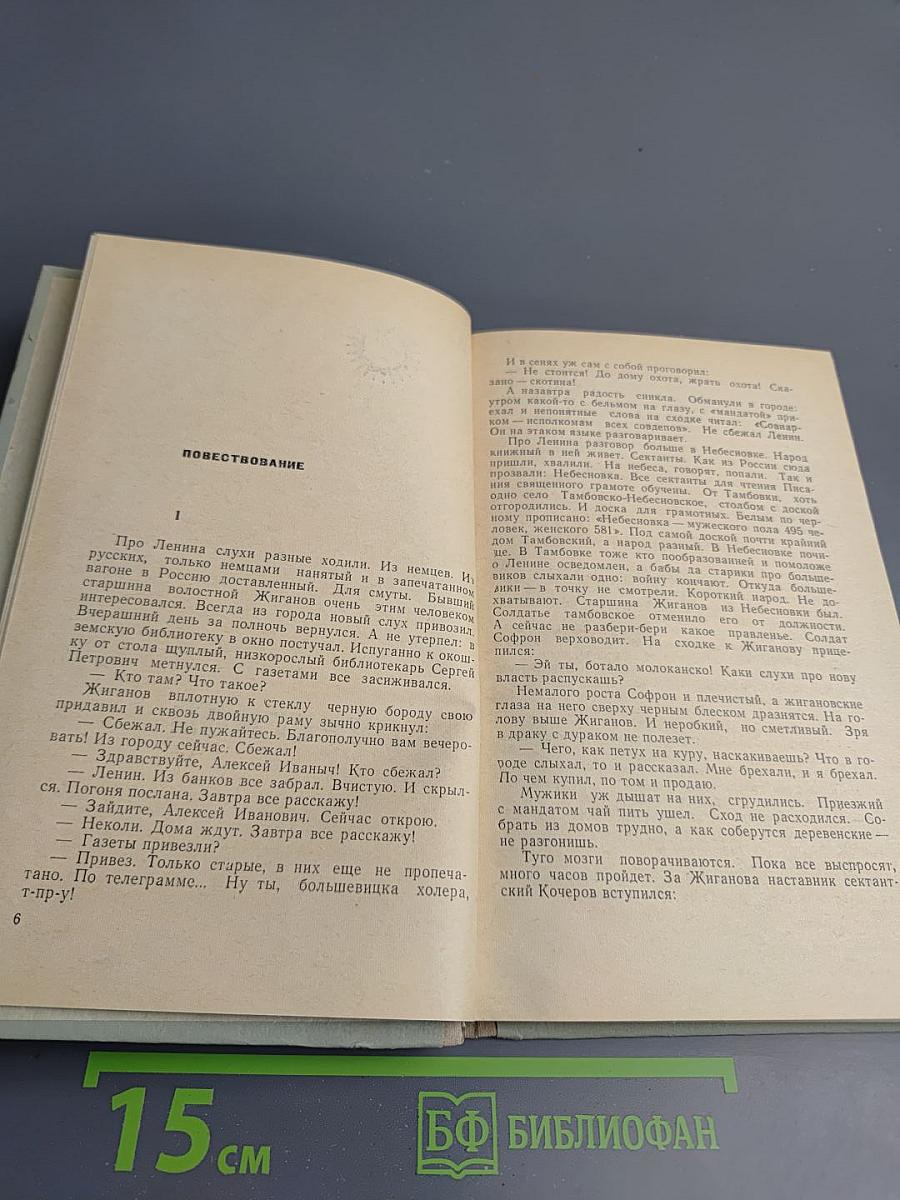 ПОВЕСТВОВАНИЕ
I
Про Ленина слухи разные ходили. Из немцев. Из
русских, только немцами нанятый и в запечатанном
вагоне в Россию доставленный. Для смуты. Бывший
старшина волостной Жиганов очень этим человеком
интересовался. Всегда из города новый слух привозил.
Вчерашний день за полночь вернулся. А не утерпел: в
земскую библиотеку в окно постучал. Испуганно к окош-
ку от стола щуплый, низкорослый библиотекарь Сергей
Петрович метнулся. С газетами все засиживался.
— Кто там? Что такое?
Жиганов вплотную к стеклу черную бороду свою
придавил и сквозь двойную раму зычно крикнул:
— Сбежал. Не пужайтесь. Благополучно вам вечеро-
вать! Из городу сейчас. Сбежал!
— Здравствуйте, Алексей Иваныч! Кто сбежал?
— Ленин. Из банков все забрал. Вчистую. И скрыл-
ся. Погоня послана. Завтра все расскажу!
— Зайдите, Алексей Иванович. Сейчас открою.
— Неколи. Дома ждут. Завтра все расскажу!
— Газеты привезли?
— Привез. Только старые, в них еще не пропеча-
тано. По телеграмме... Ну ты, большевицка холера,
т-пр-у!
6
И в сенях уж сам с собой проговорил:
— Не стоится! До дому охота, жрать охота! Ска-
зано — скотина!
А назавтра радость сникла. Обманули в городе:
утром какой-то с бельмом на глазу, с «мандатой» при-
ехал и непонятные слова на сходке читал: «Совнар-
ком — исполкомам всех совдепов». Не сбежал Ленин.
Он на этаком языке разговаривает.
Про Ленина разговор больше в Небесновке. Народ
книжный в ней живет. Сектанты. Как из России сюда
пришли, хвалили. На небеса, говорят, попали. Так и
прозвали: Небесновка. Все сектанты для чтения Писа-
ния священного грамоте обучены. От Тамбовки, хоть
одно село Тамбовско-Небесновское, столбом с доской
отгородились. И доска для грамотных. Белым по чер-
ному прописано: «Небесновка — мужеского пола 495 че-
ловек, женского 581». Под самой доской почти крайний
дом Тамбовский, а народ разный. В Небесновке почи-
ще. В Тамбовке тоже кто пообразованней и помоложе
о Ленине осведомлен, а бабы да старики про больше-
виков слыхали одно: войну кончают. Откуда больше-
вики — в точку не смотрели. Короткий народ. Не до-
хватывают. Старшина Жиганов из Небесновки был.
Солдатье тамбовское отменило его от должности.
А сейчас не разбери-бери какое правленье. Солдат
Софрон верховодит. На сходке к Жиганову прице-
пился:
— Эй ты, ботало молоканско! Каки слухи про нову
власть распускашь?
Немалого роста Софрон и плечистый, а жигановские
глаза на него сверху черным блеском дразнятся. На го-
лову выше Жиганов. И неробкий, но сметливый. Зря
в драку с дураком не полезет.
— Чего, как петух на куру, наскакиваешь? Что в го-
роде слыхал, то и рассказал. Мне брехали, и я брехал.
По чем купил, по том и продаю.
Мужики уж дышат на них, сгрудились. Приезжий
с мандатом чай пить ушел. Сход не расходился. Со-
брать из домов трудно, а как соберутся деревенские —
не разгонишь.
Туго мозги поворачиваются. Пока все выспросят,
много часов пройдет. За Жиганова наставник сектант-
ский Кочеров вступился:
15 см
БФ БИБЛИОФАН